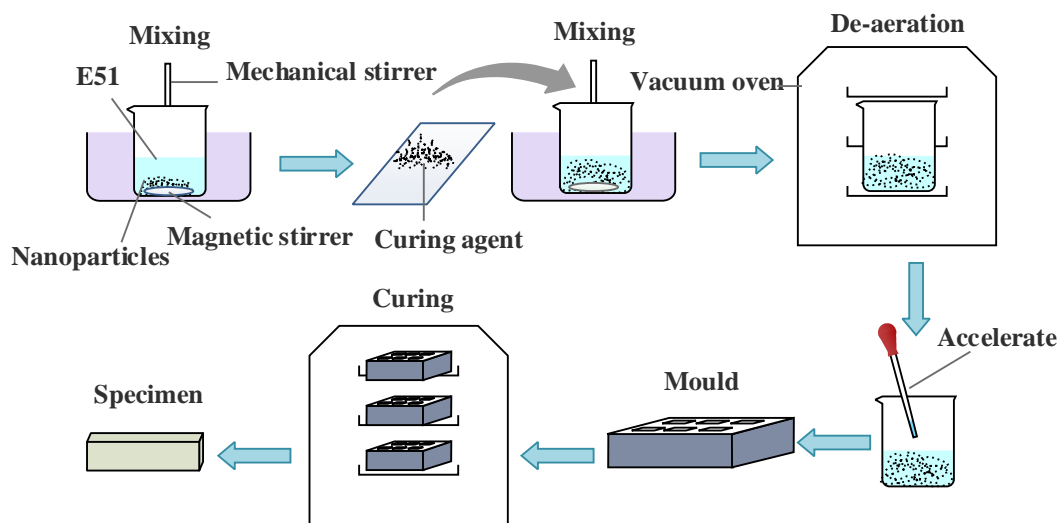 Mixing
E51
Mechanical stirrer
Nanoparticles
Magnetic stirrer
Curing agent
Mixing
De-aeration
Vacuum oven
Accelerate
Mould
Curing
Specimen